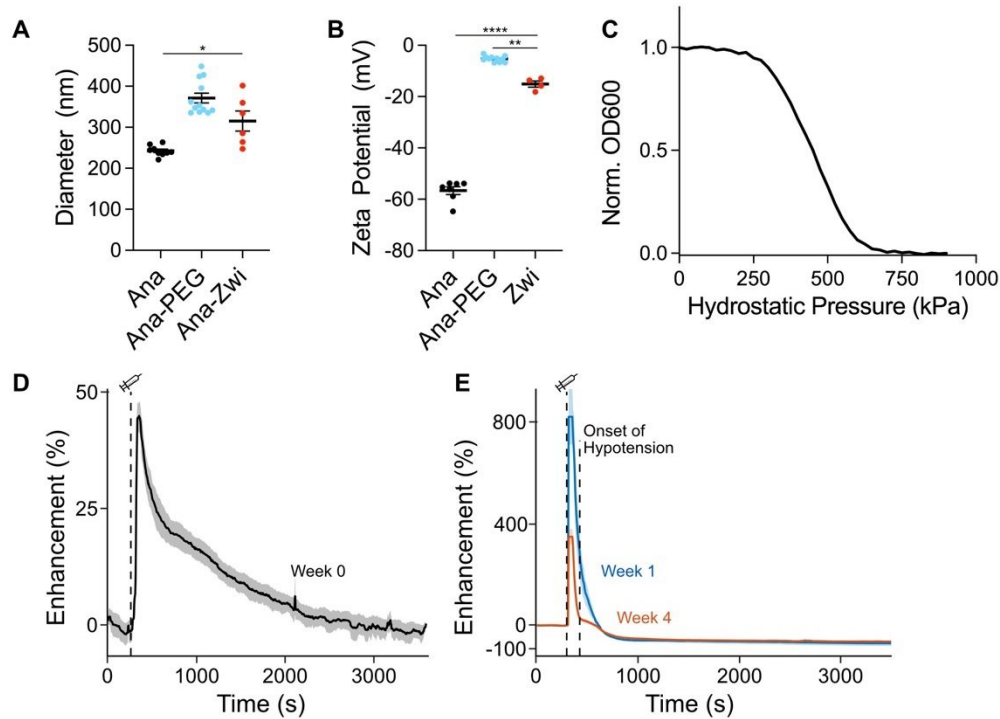 A
Diameter (nm)
500
400
300
200
100
0
*
Ana
Ana-PEG
Ana-Zwi
B
Zeta Potential (mV)
0
-20
-40
-60
-80
****
**
Ana
Ana-PEG
Zwi
C
Norm. OD600
1.0
0.5
0.0
0 250 500 750 1000
Hydrostatic Pressure (kPa)
D
Enhancement (%)
50
25
0
Week 0
0 1000 2000 3000
Time (s)
E
Enhancement (%)
800
400
0
-100
Onset of
Hypotension
Week 1
Week 4
0 1000 2000 3000
Time (s)